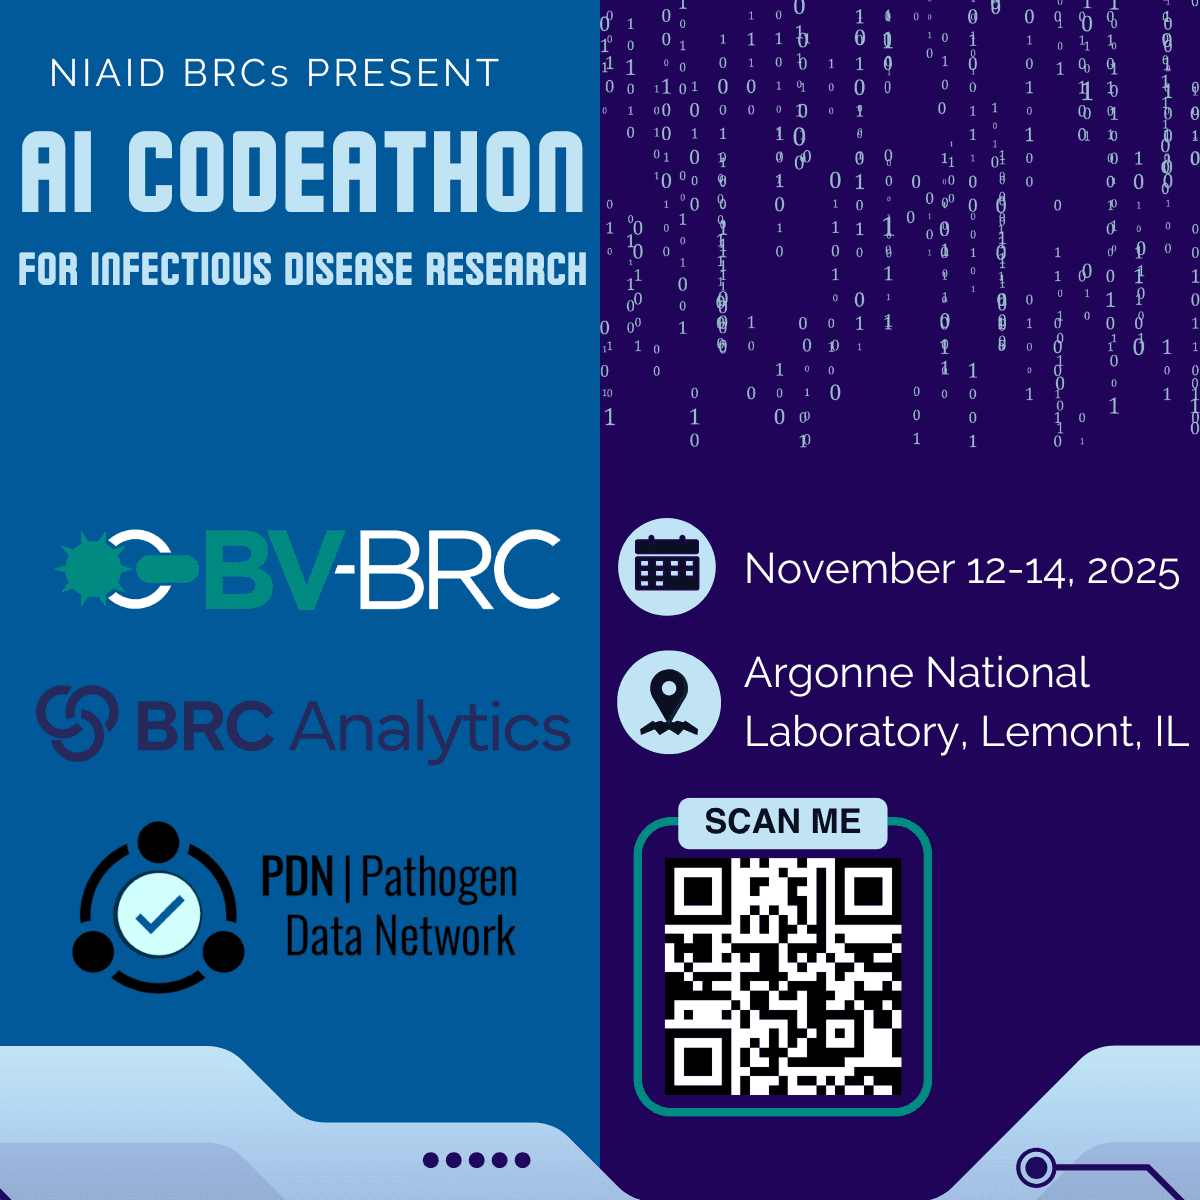 NIAID BRCs PRESENT
AI CODEATHON
FOR INFECTIOUS DISEASE RESEARCH
BV-BRC
BRC Analytics
PDN | Pathogen
Data Network
November 12-14, 2025
Argonne National
Laboratory, Lemont, IL
SCAN ME